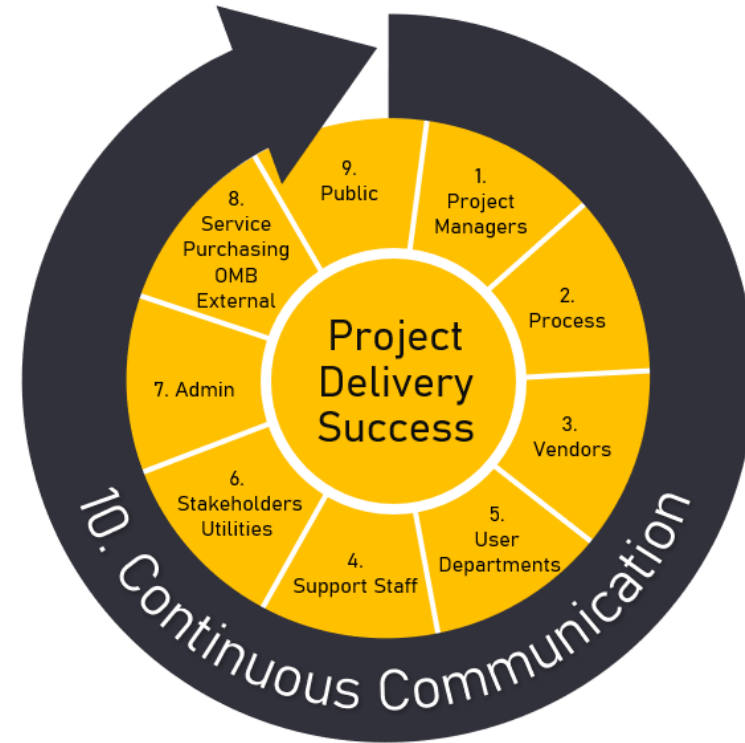 9.
Public
1.
Project
Managers
2.
Process
3.
Vendors
5.
User
Departments
4.
Support Staff
6.
Stakeholders
Utilities
7. Admin
8.
Service
Purchasing
OMB
External
Project
Delivery
Success
10. Continuous Communication